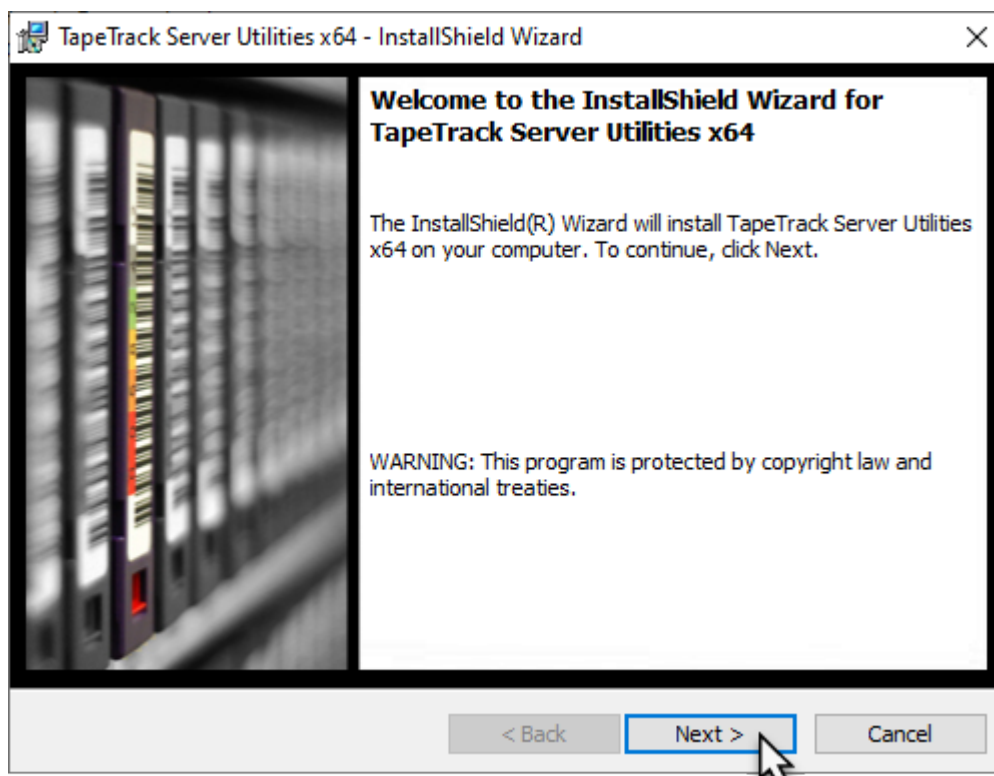 TapeTrack Server Utilities x64 - InstallShield Wizard
Welcome to the InstallShield Wizard for
TapeTrack Server Utilities x64
The InstallShield(R) Wizard will install TapeTrack Server Utilities
x64 on your computer. To continue, click Next.
WARNING: This program is protected by copyright law and
international treaties.
< Back
Next >
Cancel